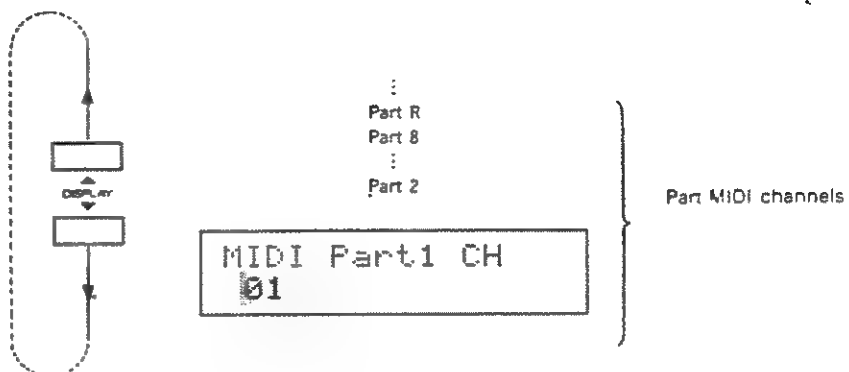 ⋮
Part R
Part 8
⋮
Part 2
DISPLAY
Part MIDI channels
MIDI Part1 CH
01